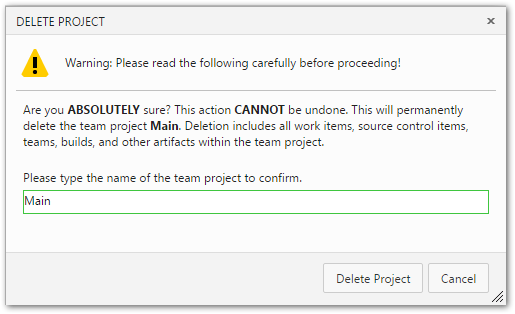 DELETE PROJECT
Warning: Please read the following carefully before proceeding!
Are you ABSOLUTELY sure? This action CANNOT be undone. This will permanently
delete the team project Main. Deletion includes all work items, source control items,
teams, builds, and other artifacts within the team project.
Please type the name of the team project to confirm.
Main
Delete Project Cancel